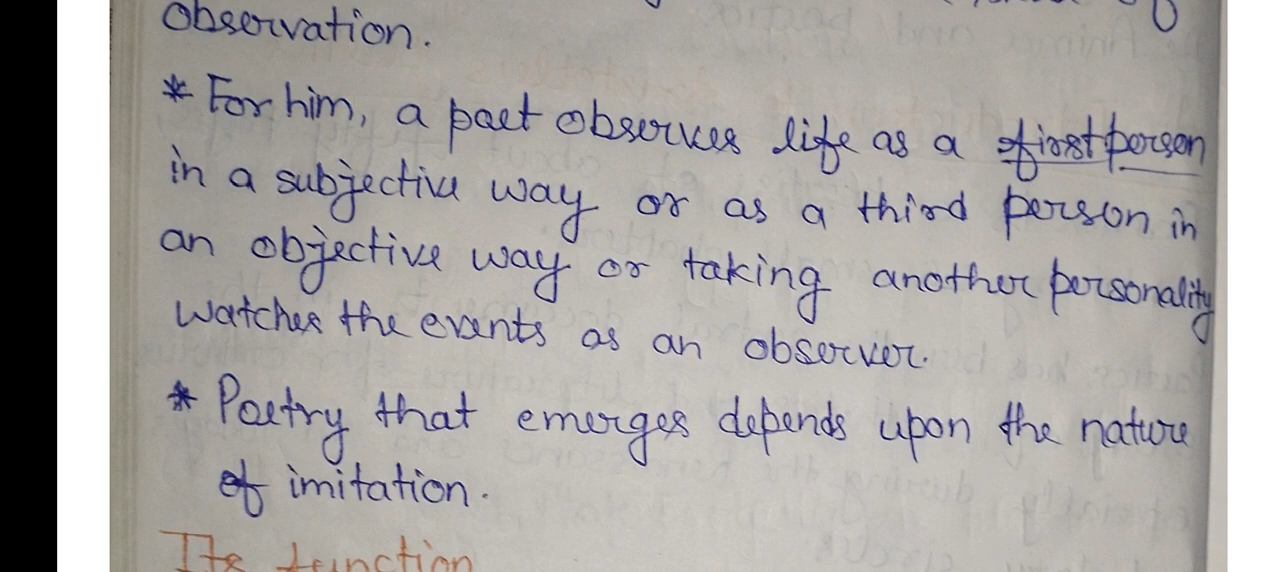 observation.
* For him, a poet observes life as a first person
in a subjective way or as a third person in
an objective way or taking another personality
watches the events as an observer.
* Poetry that emerges depends upon the nature
of imitation.
Its function